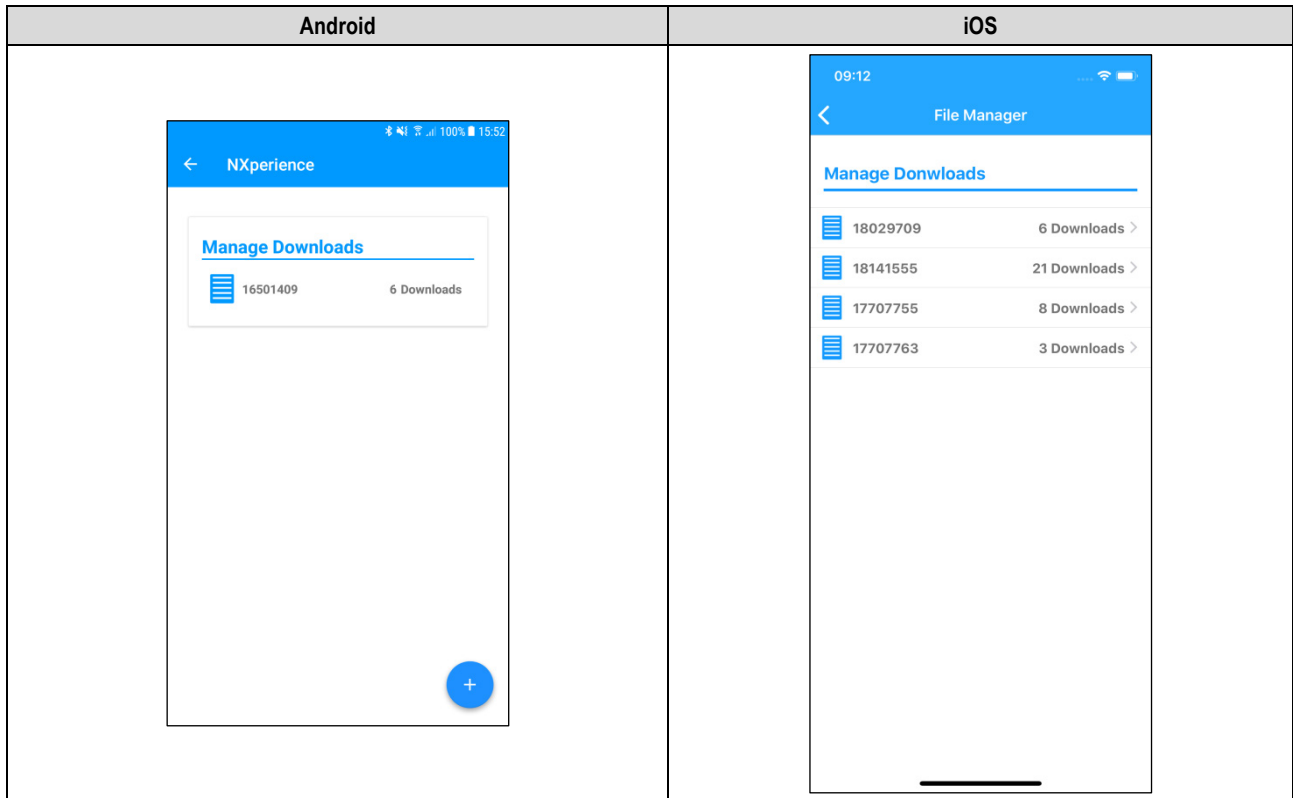 Android
iOS
100% 15:52
NXperience
Manage Downloads
16501409 6 Downloads
+
09:12
File Manager
Manage Donwloads
18029709 6 Downloads
18141555 21 Downloads
17707755 8 Downloads
17707763 3 Downloads